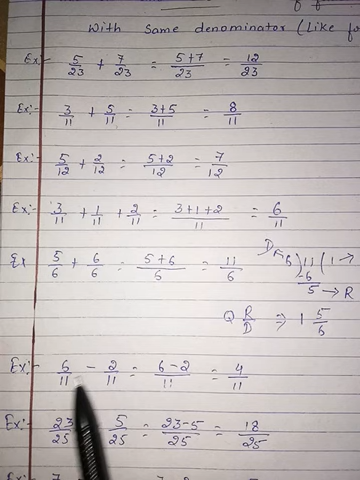 With same denominator (Like
Ex:- 5/23 + 7/23 = 5+7/23 = 12/23
Ex:- 3/11 + 5/11 = 3+5/11 = 8/11
Ex:- 5/12 + 2/12 = 5+2/12 = 7/12
Ex:- 3/11 + 1/11 + 2/11 = 3+1+2/11 = 6/11
Ex 5/6 + 6/6 = 5+6/6 = 11/6 D← 6)11(1→
-6
5 → R
Q R/D ⇒ 1 5/6
Ex:- 6/11 - 2/11 = 6-2/11 = 4/11
Ex:- 23/25 5/25 = 23-5/25 = 18/25